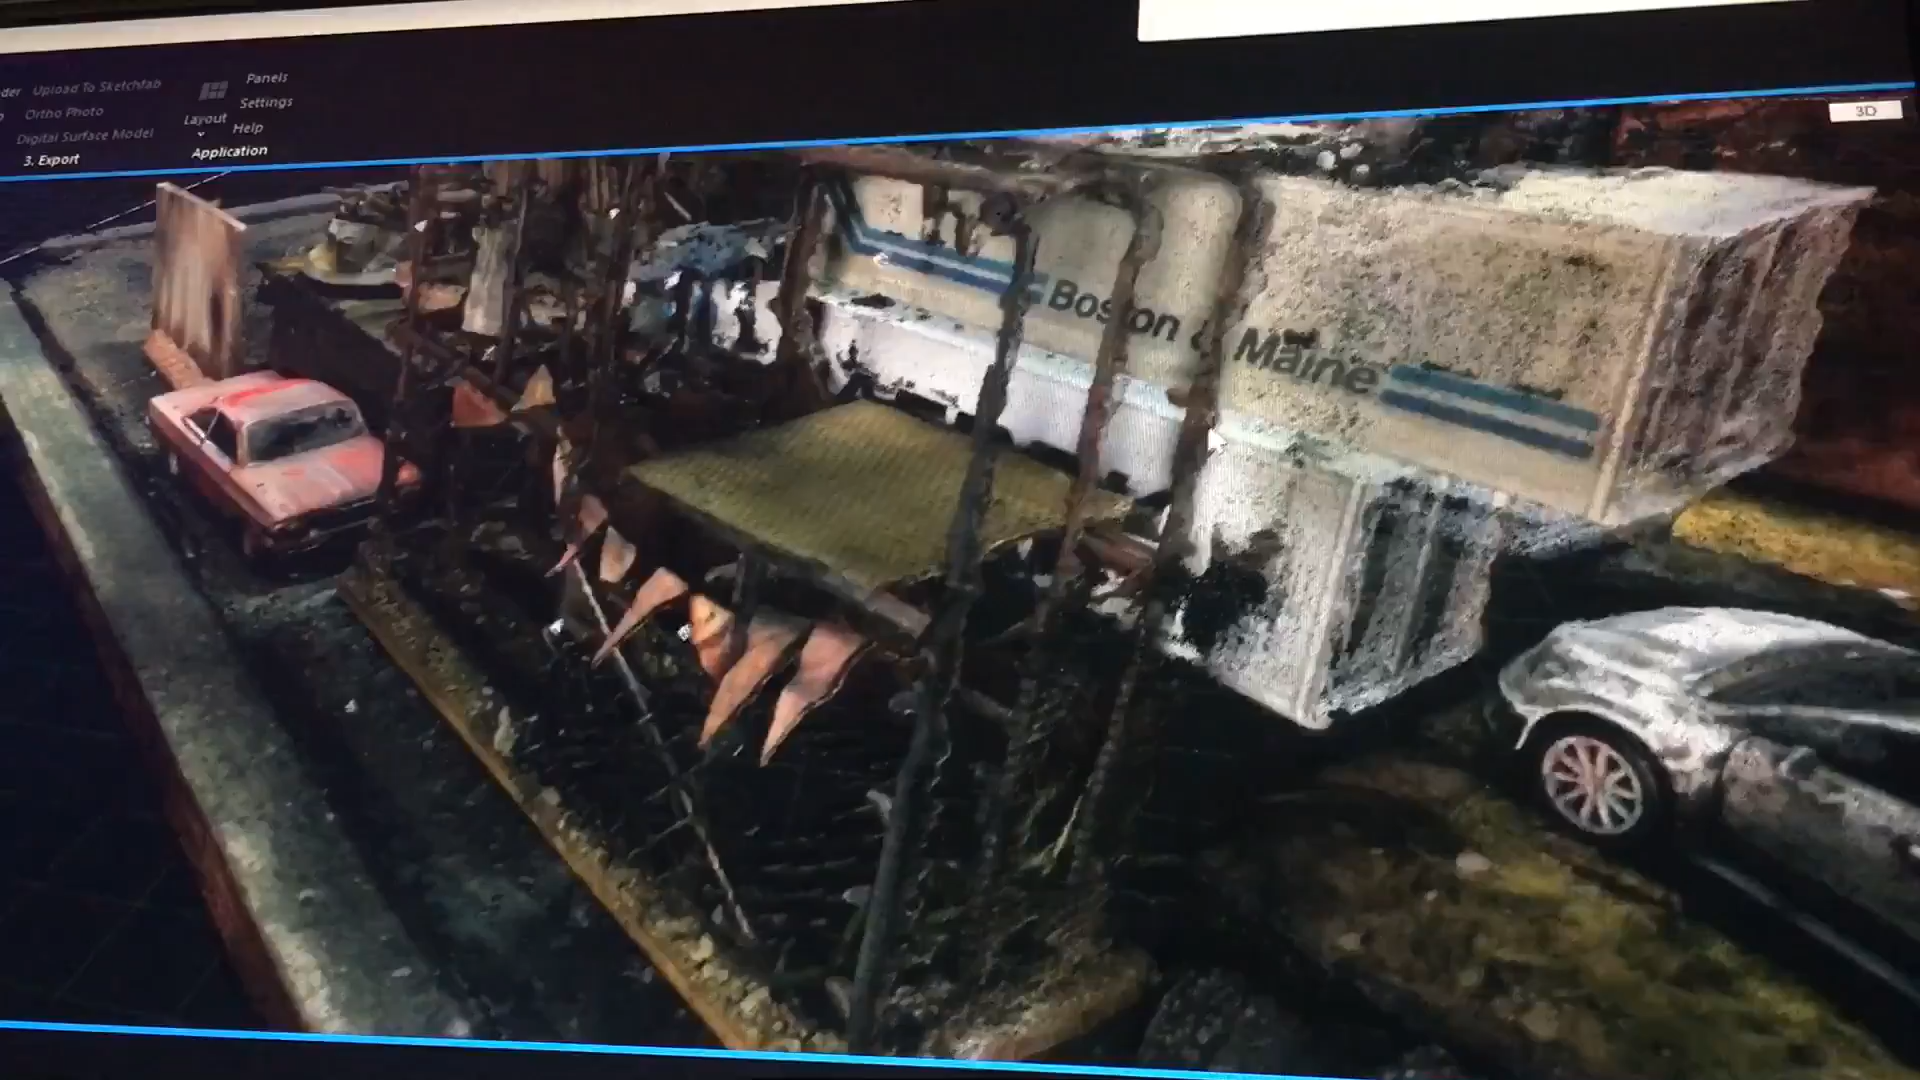 Upload To Sketchfab
Ortho Photo
Digital Surface Model
3. Export
Layout
Panels
Settings
Help
Application
3D
Boston & Maine